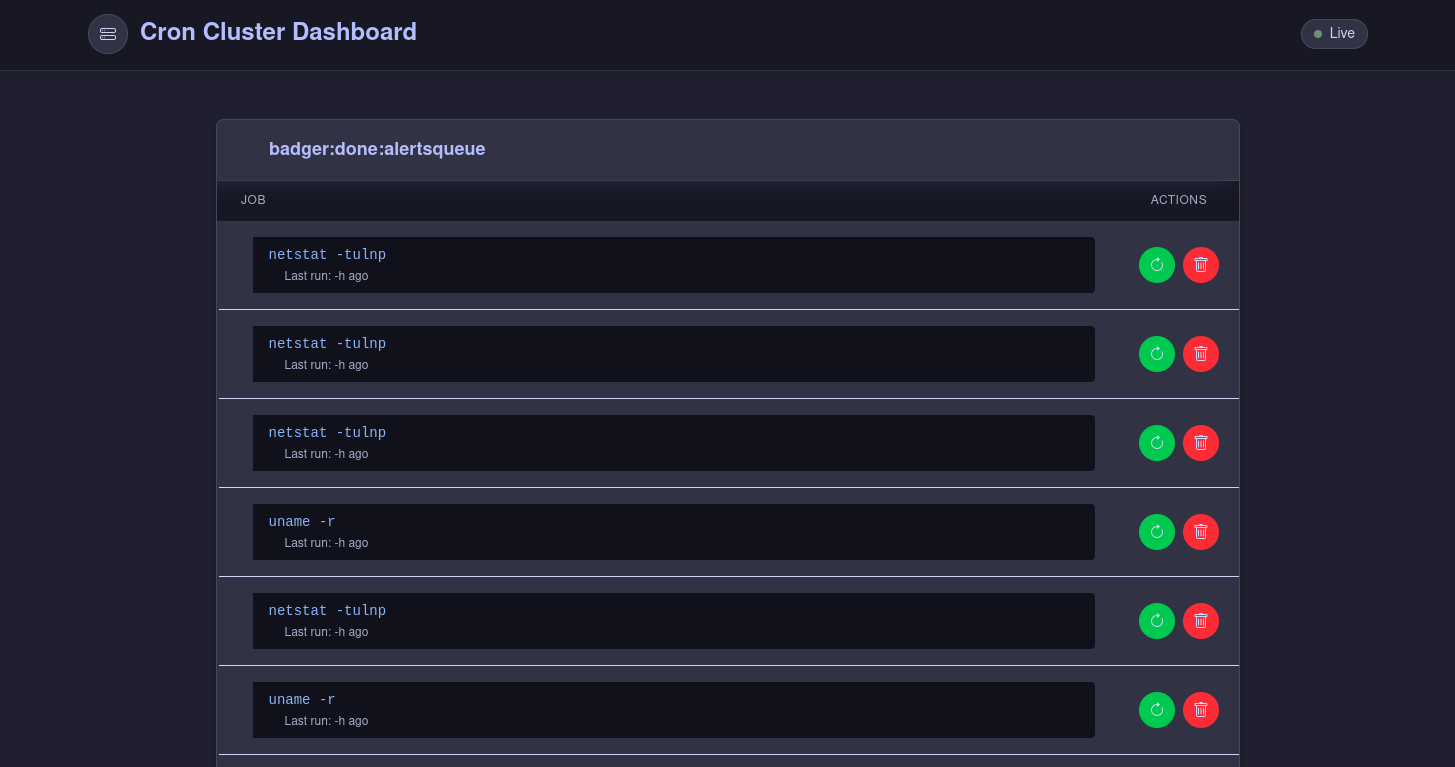 Cron Cluster Dashboard
Live
badger:done:alertsqueue
JOB ACTIONS
netstat -tulnp
Last run: -h ago
netstat -tulnp
Last run: -h ago
netstat -tulnp
Last run: -h ago
uname -r
Last run: -h ago
netstat -tulnp
Last run: -h ago
uname -r
Last run: -h ago